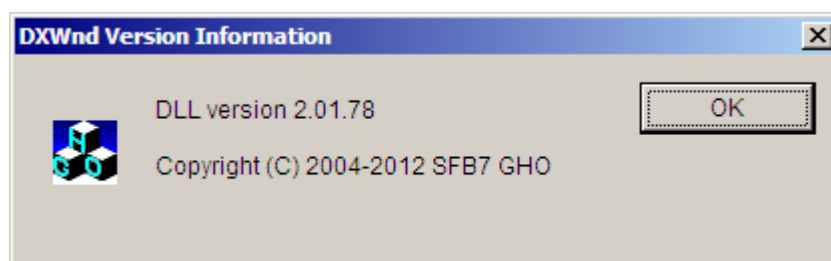 DXWnd Version Information
DLL version 2.01.78
OK
Copyright (C) 2004-2012 SFB7 GHO
H
G O